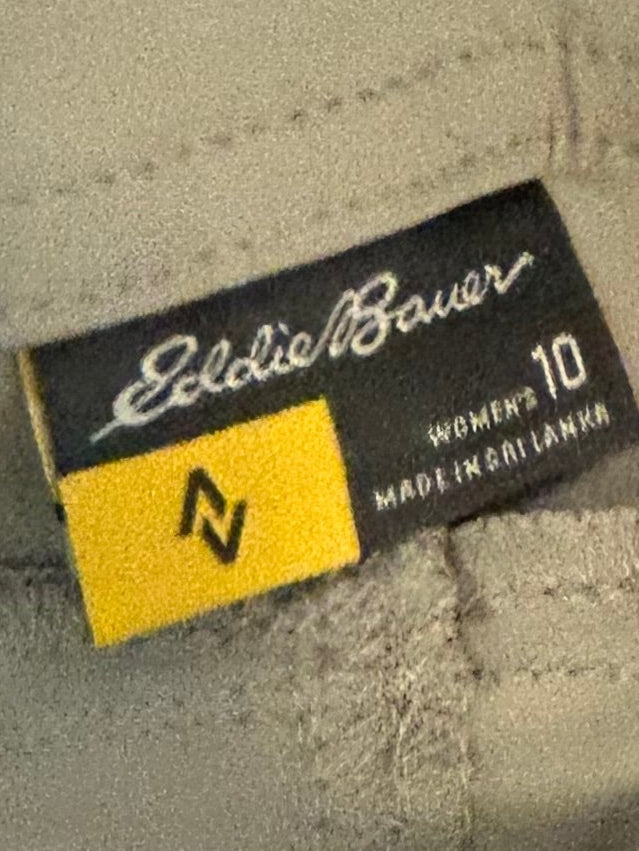 Eddie Bauer
10
WOMEN'S
MADE IN SRI LANKA